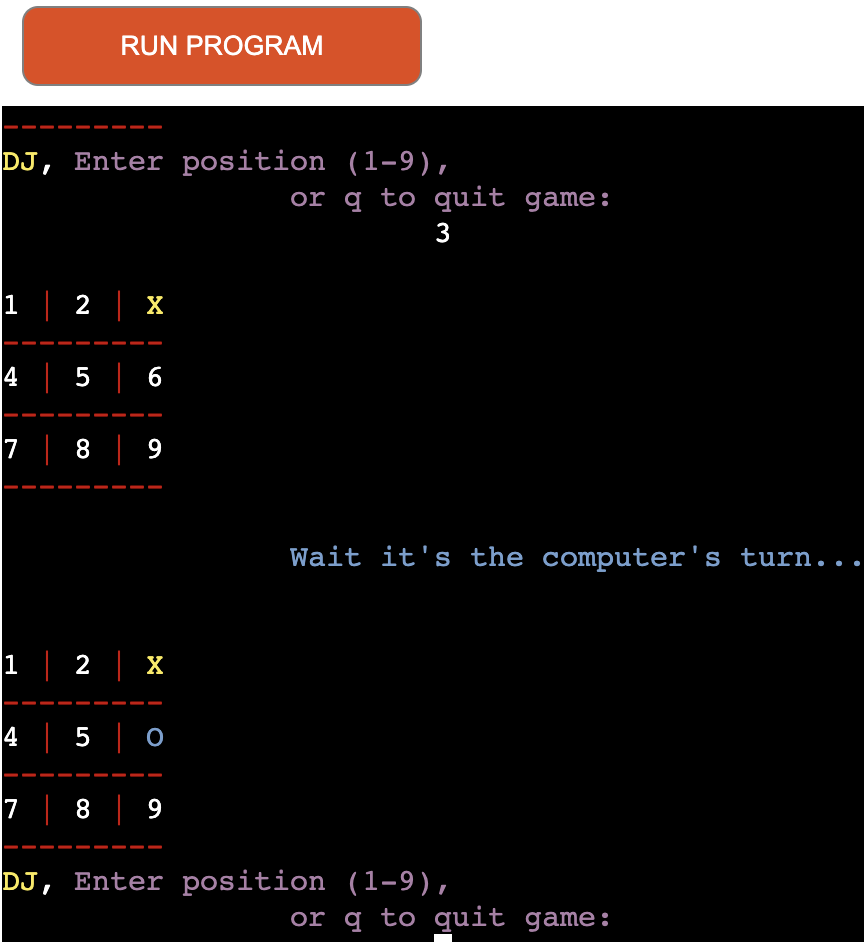 RUN PROGRAM
---------
DJ, Enter position (1-9),
or q to quit game:
3
1 | 2 | X
---------
4 | 5 | 6
---------
7 | 8 | 9
---------
Wait it's the computer's turn...
1 | 2 | X
---------
4 | 5 | O
---------
7 | 8 | 9
---------
DJ, Enter position (1-9),
or q to quit game: